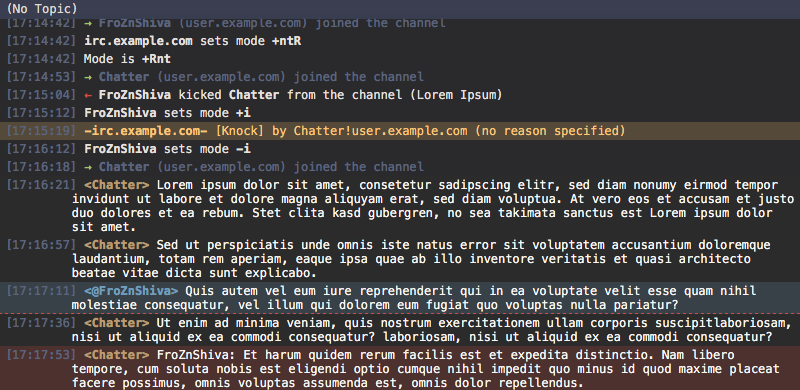 (No Topic)
[17:14:42] → FroZnShiva (user.example.com) joined the channel
[17:14:42] irc.example.com sets mode +ntR
Mode is +Rnt
[17:14:53] → Chatter (user.example.com) joined the channel
[17:15:04] ← FroZnShiva kicked Chatter from the channel (Lorem Ipsum)
[17:15:12] FroZnShiva sets mode +i
[17:15:19] -irc.example.com- [Knock] by Chatter!user.example.com (no reason specified)
[17:16:12] FroZnShiva sets mode -i
[17:16:18] → Chatter (user.example.com) joined the channel
[17:16:21] <Chatter> Lorem ipsum dolor sit amet, consetetur sadipscing elitr, sed diam nonumy eirmod tempor
invidunt ut labore et dolore magna aliquyam erat, sed diam voluptua. At vero eos et accusam et justo
duo dolores et ea rebum. Stet clita kasd gubergren, no sea takimata sanctus est Lorem ipsum dolor
sit amet.
[17:16:57] <Chatter> Sed ut perspiciatis unde omnis iste natus error sit voluptatem accusantium doloremque
laudantium, totam rem aperiam, eaque ipsa quae ab illo inventore veritatis et quasi architecto
beatae vitae dicta sunt explicabo.
[17:17:11] <@FroZnShiva> Quis autem vel eum iure reprehenderit qui in ea voluptate velit esse quam nihil
molestiae consequatur, vel illum qui dolorem eum fugiat quo voluptas nulla pariatur?
[17:17:36] <Chatter> Ut enim ad minima veniam, quis nostrum exercitationem ullam corporis suscipitlaboriosam,
nisi ut aliquid ex ea commodi consequatur? laboriosam, nisi ut aliquid ex ea commodi consequatur?
[17:17:53] <Chatter> FroZnShiva: Et harum quidem rerum facilis est et expedita distinctio. Nam libero
tempore, cum soluta nobis est eligendi optio cumque nihil impedit quo minus id quod maxime placeat
facere possimus, omnis voluptas assumenda est, omnis dolor repellendus.